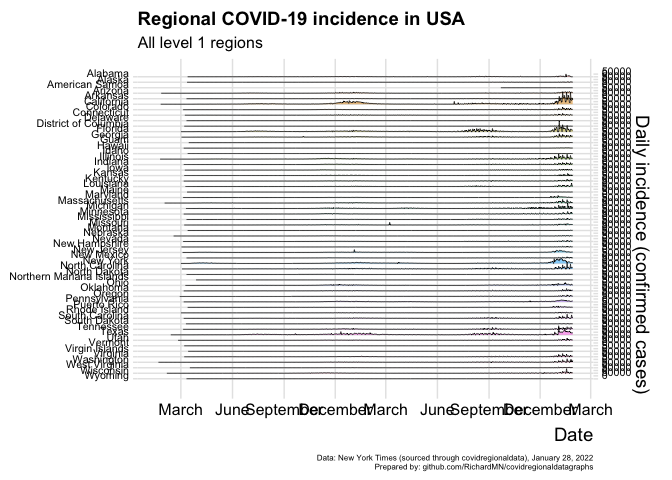 Regional COVID-19 incidence in USA
All level 1 regions
Alabama
Alaska
American Samoa
Arizona
Arkansas
California
Colorado
Connecticut
Delaware
District of Columbia
Florida
Georgia
Guam
Hawaii
Idaho
Illinois
Indiana
Iowa
Kansas
Kentucky
Louisiana
Maine
Maryland
Massachusetts
Michigan
Minnesota
Mississippi
Missouri
Montana
Nebraska
Nevada
New Hampshire
New Jersey
New Mexico
New York
North Carolina
North Dakota
Northern Mariana Islands
Ohio
Oklahoma
Oregon
Pennsylvania
Puerto Rico
Rhode Island
South Carolina
South Dakota
Tennessee
Texas
Utah
Vermont
Virgin Islands
Virginia
Washington
West Virginia
Wisconsin
Wyoming
50000
Daily incidence (confirmed cases)
March June September December March June September December March
Date
Data: New York Times (sourced through covidregionaldata), January 28, 2022
Prepared by: github.com/RichardMN/covidregionaldatagraphs